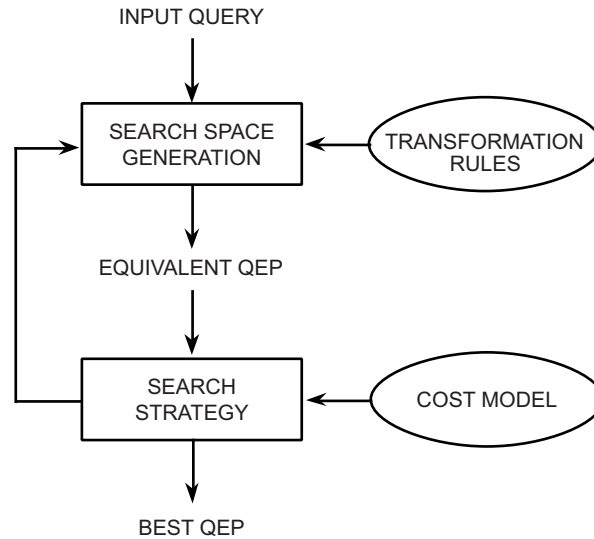 INPUT QUERY
SEARCH SPACE
GENERATION
TRANSFORMATION
RULES
EQUIVALENT QEP
SEARCH
STRATEGY
COST MODEL
BEST QEP